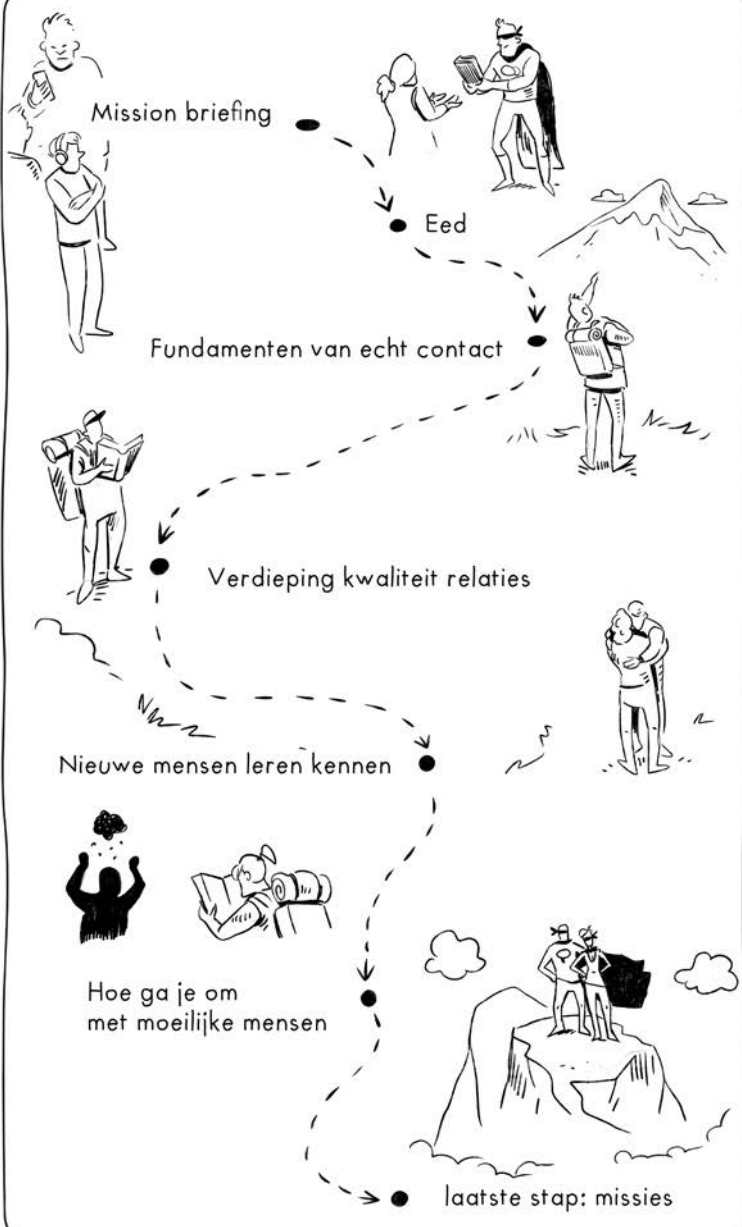 Mission briefing
Eed
Fundamenten van echt contact
Verdieping kwaliteit relaties
Nieuwe mensen leren kennen
Hoe ga je om
met moeilijke mensen
laatste stap: missies